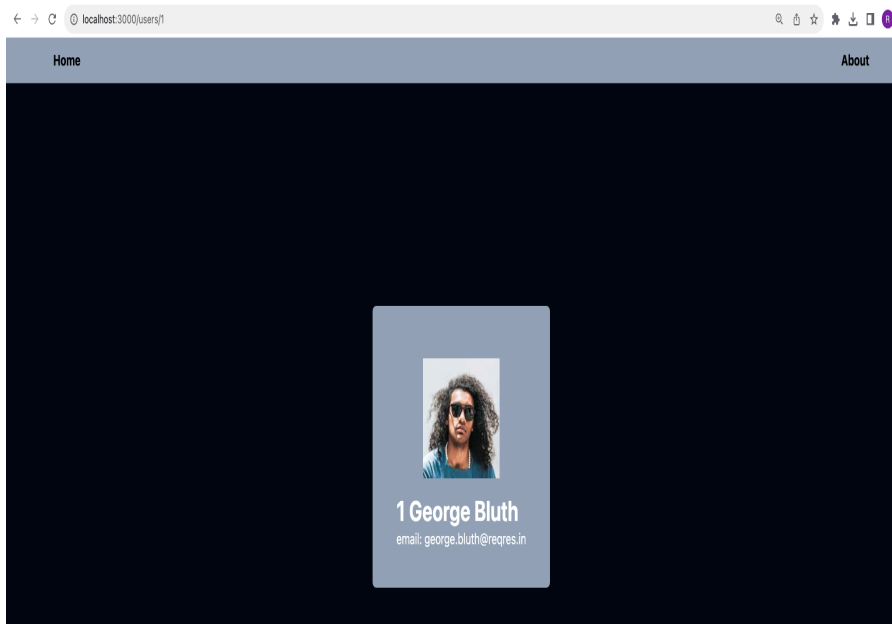 localhost:3000/users/1
R
Home
About
1 George Bluth
email: george.bluth@reqres.in